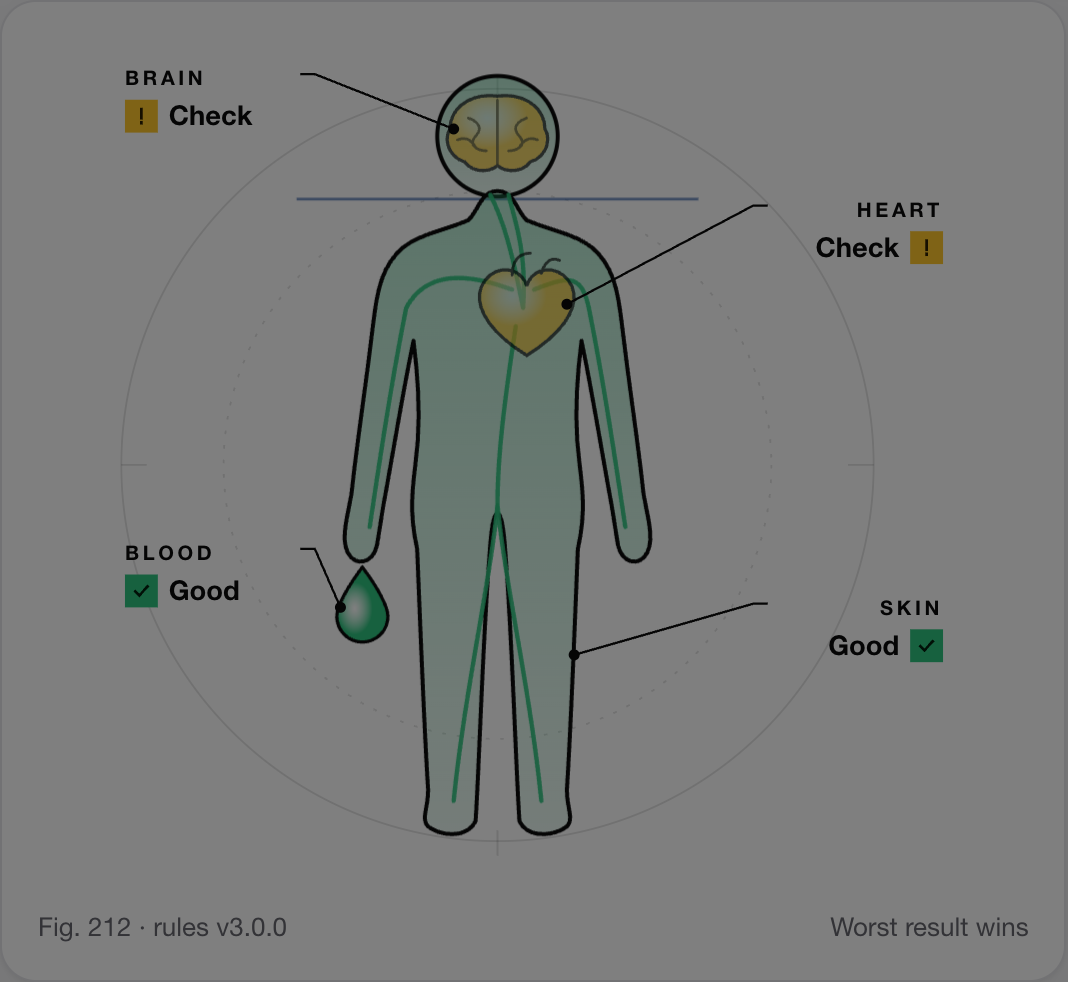 BRAIN
! Check
HEART
Check !
BLOOD
Good
SKIN
Good
Fig. 212 · rules v3.0.0
Worst result wins